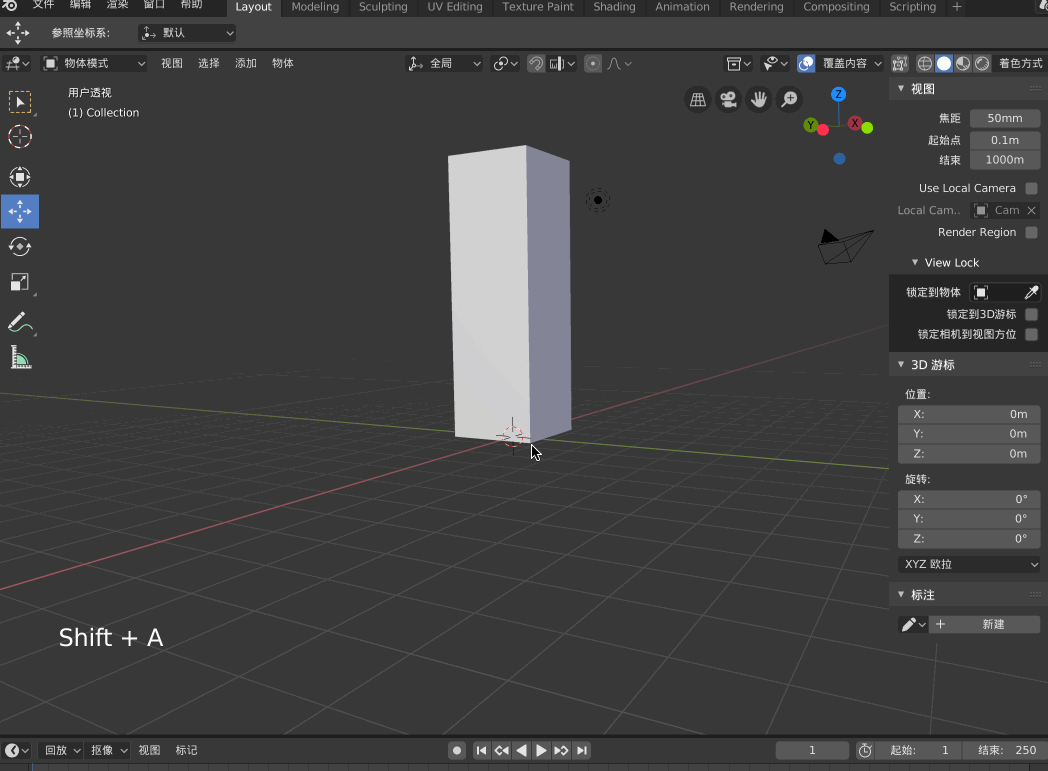 文件 编辑 渲染 窗口 帮助 Layout Modeling Sculpting UV Editing Texture Paint Shading Animation Rendering Compositing Scripting +
参照坐标系: 默认
物体模式 视图 选择 添加 物体 全局 覆盖内容 着色方式
用户透视
(1) Collection
Z
Y
X
视图
焦距 50mm
起始点 0.1m
结束 1000m
Use Local Camera
Local Cam.. Cam
Render Region
View Lock
锁定到物体
锁定到3D游标
锁定相机到视图方位
3D 游标
位置:
X: 0m
Y: 0m
Z: 0m
旋转:
X: 0°
Y: 0°
Z: 0°
XYZ 欧拉
标注
+ 新建
Shift + A
回放 抠像 视图 标记 1 起始: 1 结束: 250